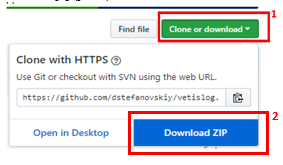 1
Find file
Clone or download
Clone with HTTPS
Use Git or checkout with SVN using the web URL.
https://github.com/dstefanovskiy/vetislog.
2
Open in Desktop
Download ZIP